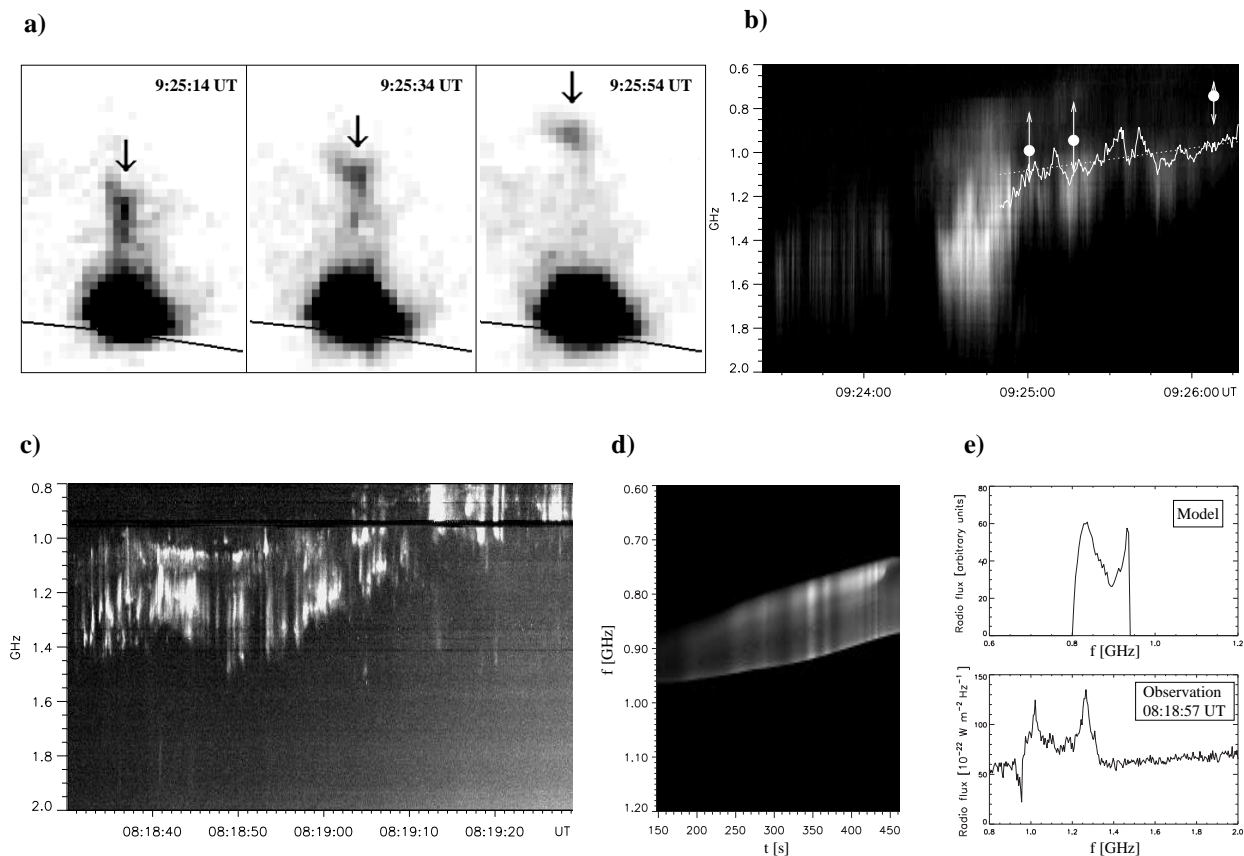 a)
9:25:14 UT
9:25:34 UT
9:25:54 UT
b)
0.6
0.8
1.0
1.2
1.4
1.6
1.8
2.0
GHz
09:24:00 09:25:00 09:26:00 UT
c)
0.8
1.0
1.2
1.4
1.6
1.8
2.0
GHz
08:18:40 08:18:50 08:19:00 08:19:10 08:19:20 UT
d)
0.60
0.70
0.80
0.90
1.00
1.10
1.20
f [GHz]
150 200 250 300 350 400 450
t [s]
e)
Radio flux [arbitrary units]
80
60
40
20
0
Model
0.6 0.8 1.0 1.2
f [GHz]
Radio flux [10⁻²² W m⁻² Hz⁻¹]
150
100
50
0
Observation
08:18:57 UT
0.8 1.0 1.2 1.4 1.6 1.8 2.0
f [GHz]